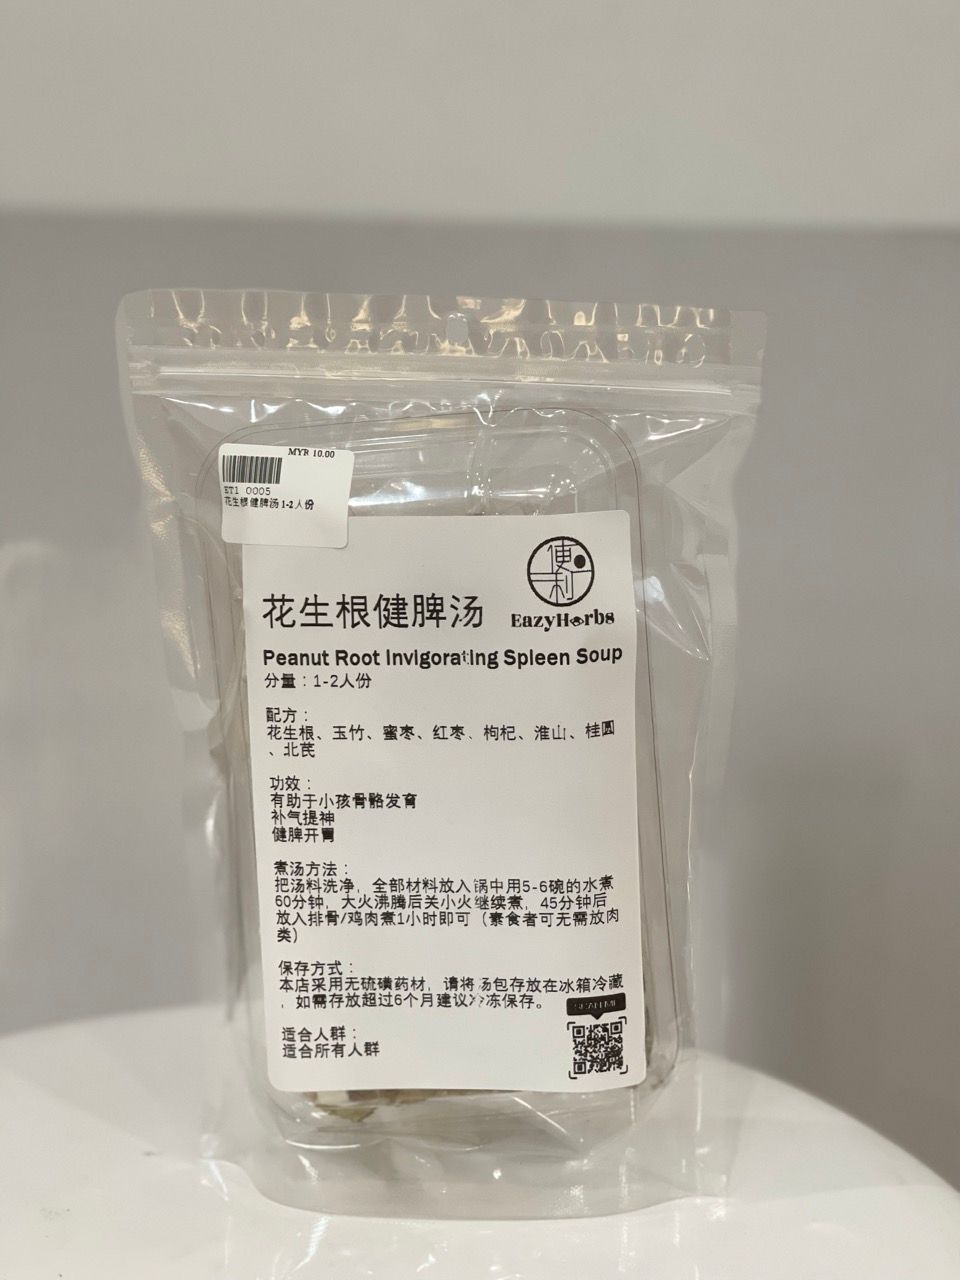 MYR 10.00
ET1 0005
花生根健脾汤 1-2人份
便利
EazyHerbs
花生根健脾汤
Peanut Root Invigorating Spleen Soup
分量：1-2人份
配方：
花生根、玉竹、蜜枣、红枣、枸杞、淮山、桂圆
、北芪
功效：
有助于小孩骨骼发育
补气提神
健脾开胃
煮汤方法：
把汤料洗净，全部材料放入锅中用5-6碗的水煮
60分钟，大火沸腾后关小火继续煮，45分钟后
放入排骨/鸡肉煮1小时即可（素食者可无需放肉
类）
保存方式：
本店采用无硫磺药材，请将汤包存放在冰箱冷藏
，如需存放超过6个月建议冷冻保存。
SCAN ME
适合人群：
适合所有人群